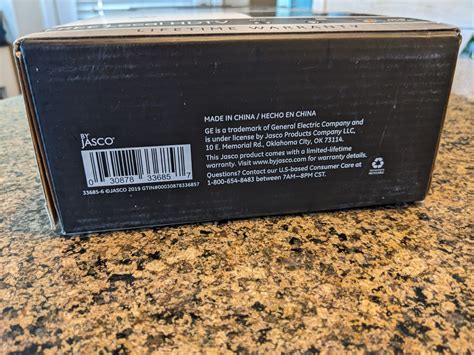 LIFETIME WARRANTY
BY
JASCO
MADE IN CHINA / HECHO EN CHINA
GE is a trademark of General Electric Company and
is under license by Jasco Products Company LLC,
10 E. Memorial Rd., Oklahoma City, OK 73114.
This Jasco product comes with a limited-lifetime
warranty. Visit www.byjasco.com for warranty details.
Questions? Contact our U.S-based Consumer Care at
1-800-654-8483 between 7AM—8PM CST.
0 30878 33685 7
33685-6 ©JASCO 2019 GTIN#00030878336857